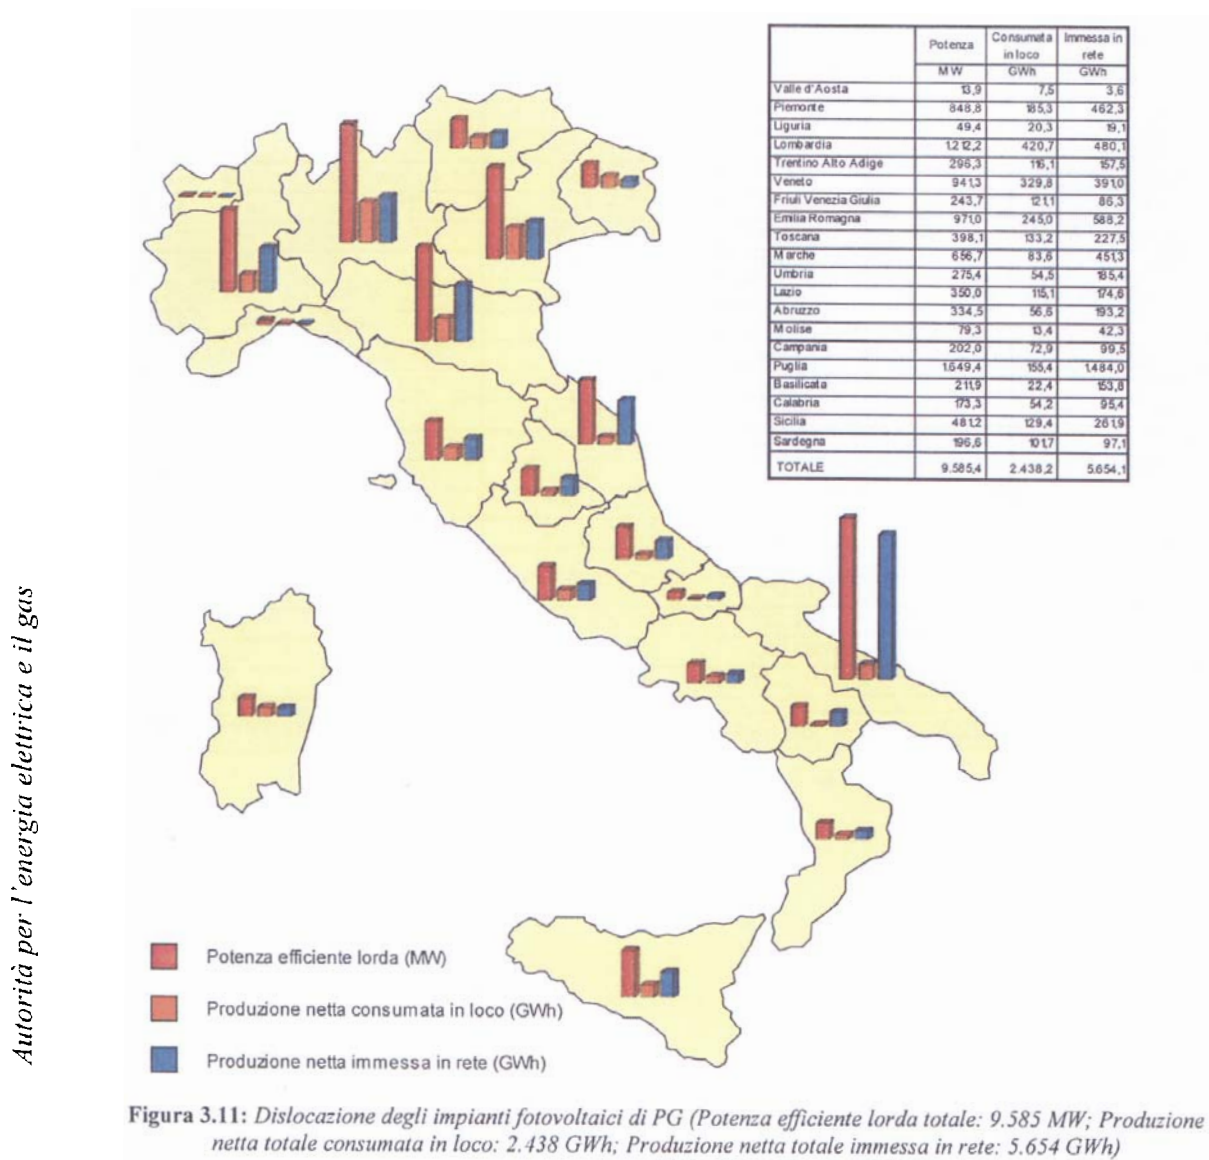 Potenza Consumata in loco Immessa in rete
MW GWh GWh
Valle d'Aosta 13,9 7,5 3,6
Piemonte 848,8 185,3 462,3
Liguria 49,4 20,3 19,1
Lombardia 1.212,2 420,7 480,1
Trentino Alto Adige 296,3 116,1 157,5
Veneto 941,3 329,8 391,0
Friuli Venezia Giulia 243,7 121,1 86,3
Emilia Romagna 971,0 245,0 588,2
Toscana 398,1 133,2 227,5
Marche 656,7 83,6 451,3
Umbria 275,4 54,5 185,4
Lazio 350,0 115,1 174,6
Abruzzo 334,5 56,6 193,2
Molise 79,3 13,4 42,3
Campania 202,0 72,9 99,5
Puglia 1.649,4 155,4 1.484,0
Basilicata 211,9 22,4 153,8
Calabria 173,3 54,2 95,4
Sicilia 481,2 129,4 261,9
Sardegna 196,6 101,7 97,1
TOTALE 9.585,4 2.438,2 5.654,1
Autorità per l'energia elettrica e il gas
Potenza efficiente lorda (MW)
Produzione netta consumata in loco (GWh)
Produzione netta immessa in rete (GWh)
Figura 3.11: Dislocazione degli impianti fotovoltaici di PG (Potenza efficiente lorda totale: 9.585 MW; Produzione
netta totale consumata in loco: 2.438 GWh; Produzione netta totale immessa in rete: 5.654 GWh)